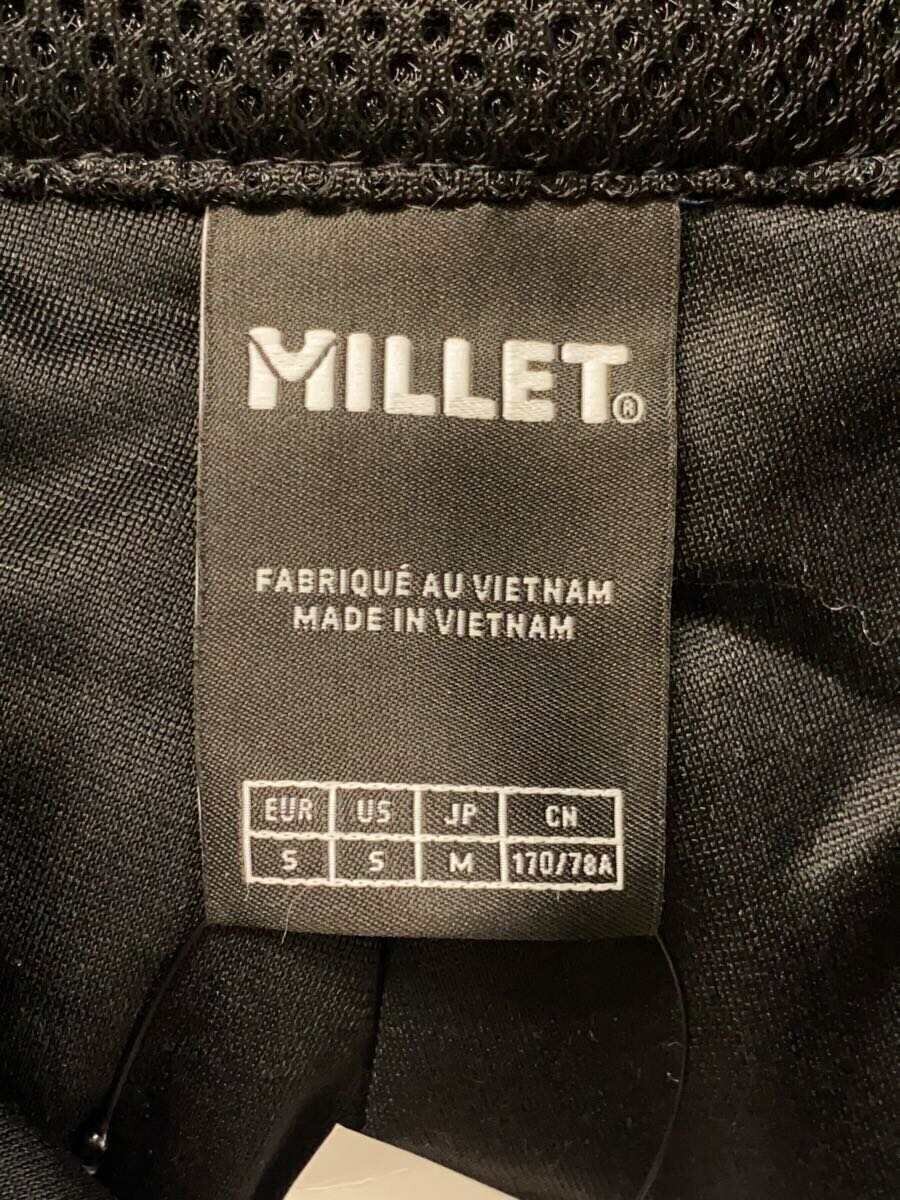 MILLET®
FABRIQUÉ AU VIETNAM
MADE IN VIETNAM
EUR US JP CN
S S M 170/78A